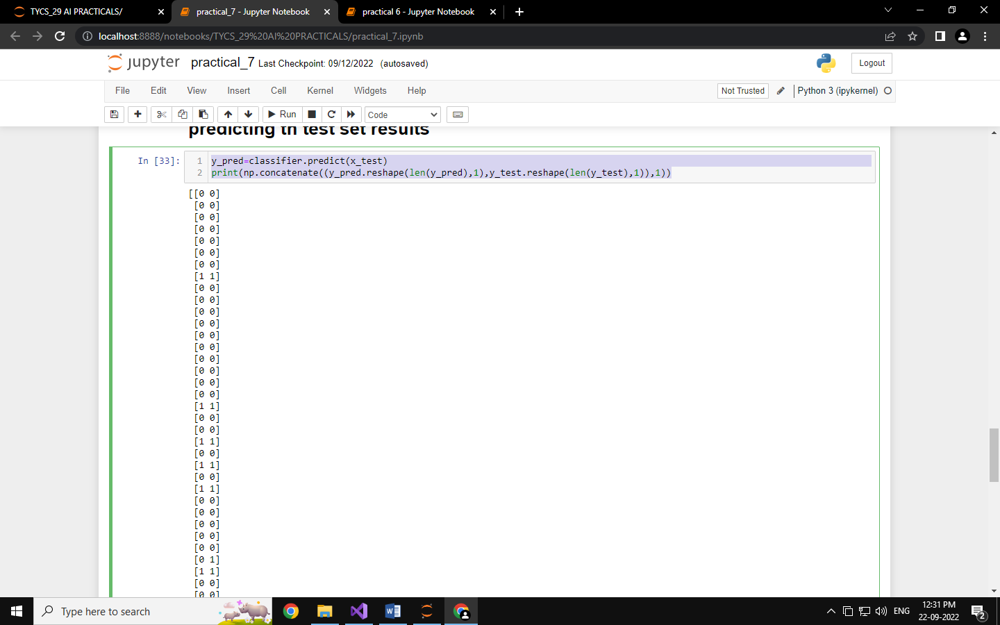 TYCS_29 AI PRACTICALS/
practical_7 - Jupyter Notebook
practical 6 - Jupyter Notebook
localhost:8888/notebooks/TYCS_29%20AI%20PRACTICALS/practical_7.ipynb
jupyter practical_7 Last Checkpoint: 09/12/2022 (autosaved)
Logout
File Edit View Insert Cell Kernel Widgets Help
Not Trusted
Python 3 (ipykernel)
Run
Code
predicting th test set results
In [33]:
1 y_pred=classifier.predict(x_test)
2 print(np.concatenate((y_pred.reshape(len(y_pred),1),y_test.reshape(len(y_test),1)),1))
[[0 0]
[0 0]
[0 0]
[0 0]
[0 0]
[0 0]
[0 0]
[1 1]
[0 0]
[0 0]
[0 0]
[0 0]
[0 0]
[0 0]
[0 0]
[0 0]
[0 0]
[0 0]
[1 1]
[0 0]
[0 0]
[1 1]
[0 0]
[1 1]
[0 0]
[1 1]
[0 0]
[0 0]
[0 0]
[0 0]
[0 0]
[0 1]
[1 1]
[0 0]
[0 0]
Type here to search
ENG
12:31 PM
22-09-2022
2